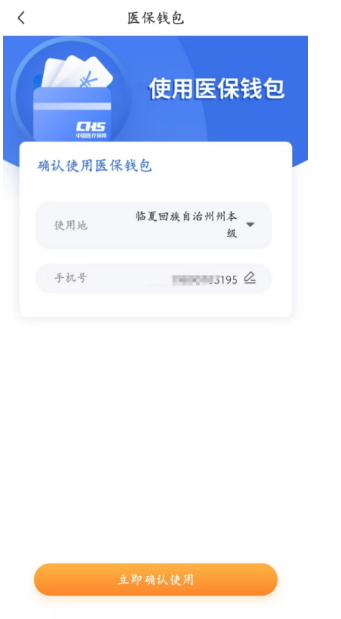 医保钱包
使用医保钱包
CHS
中国医疗保障
确认使用医保钱包
使用地
临夏回族自治州州本
级
手机号
3195
立即确认使用